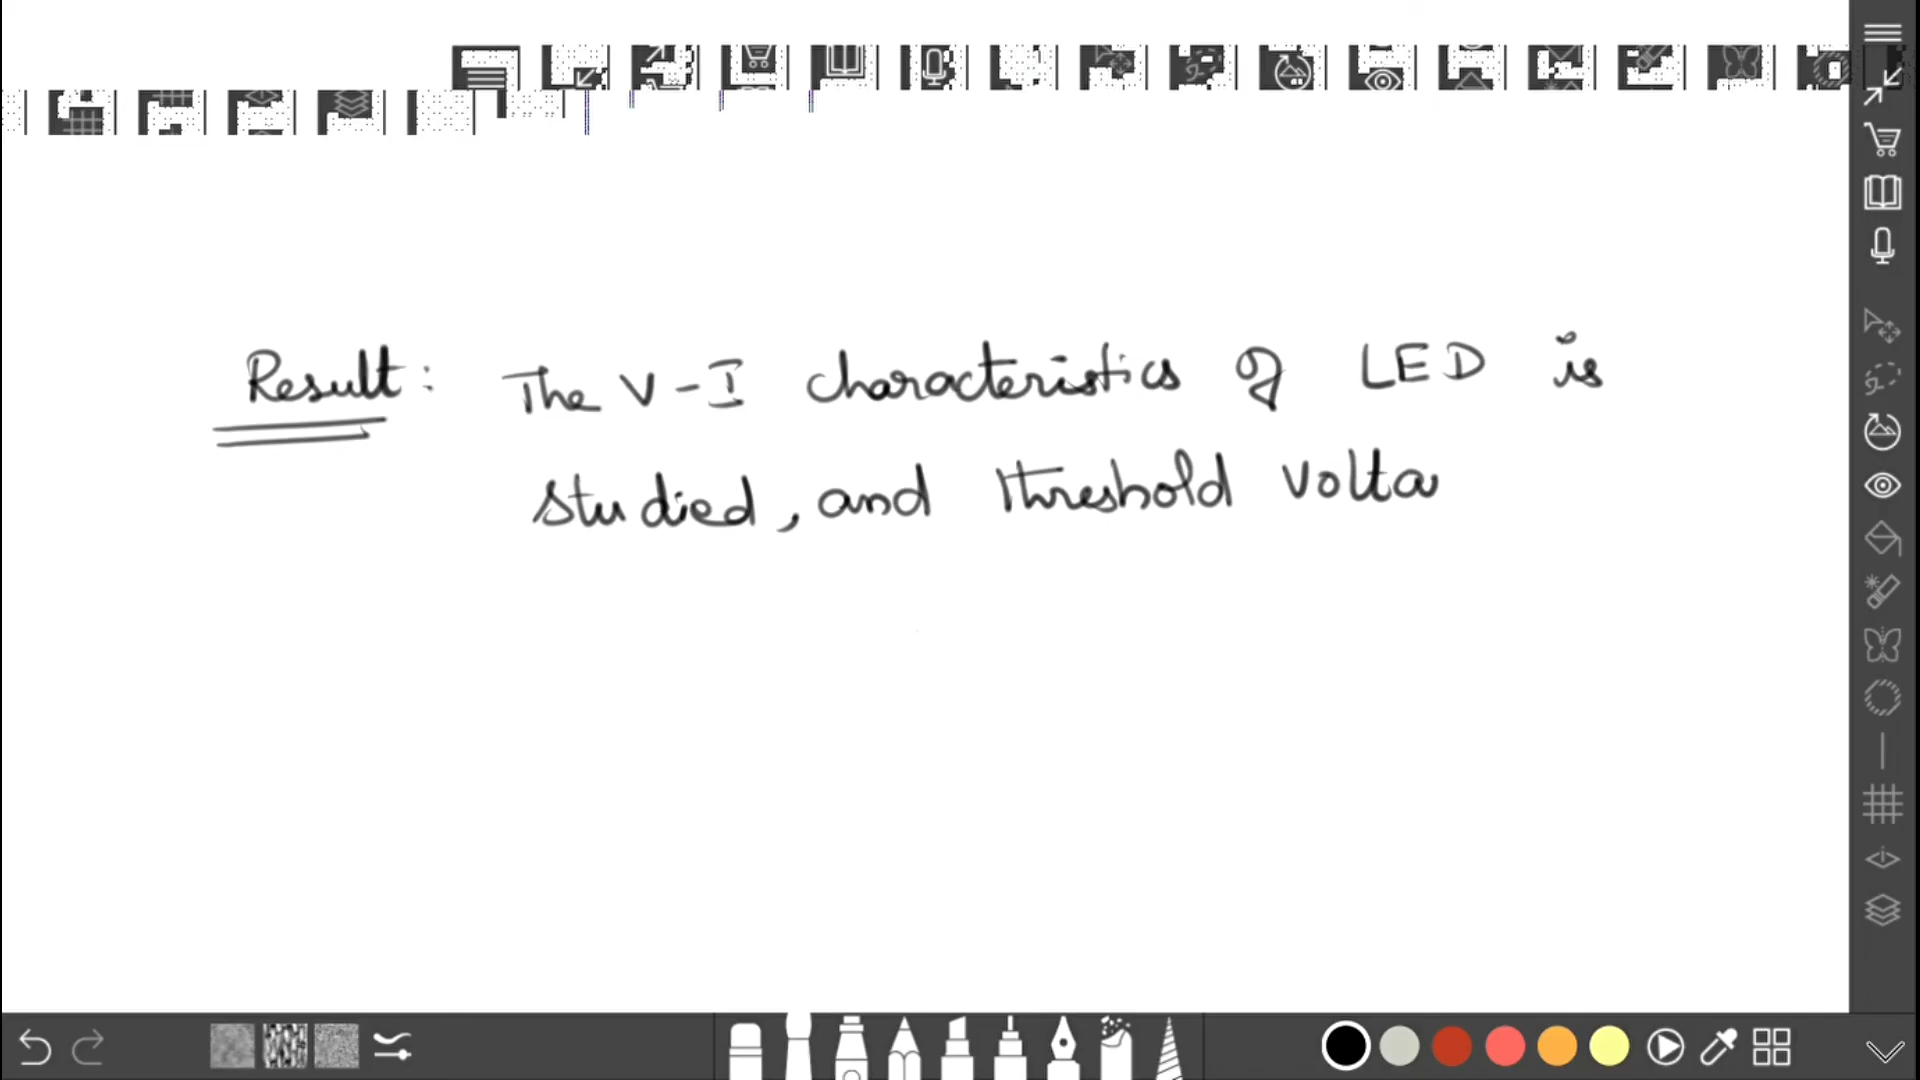 Result: The V-I characteristics of LED is
studied, and threshold volta